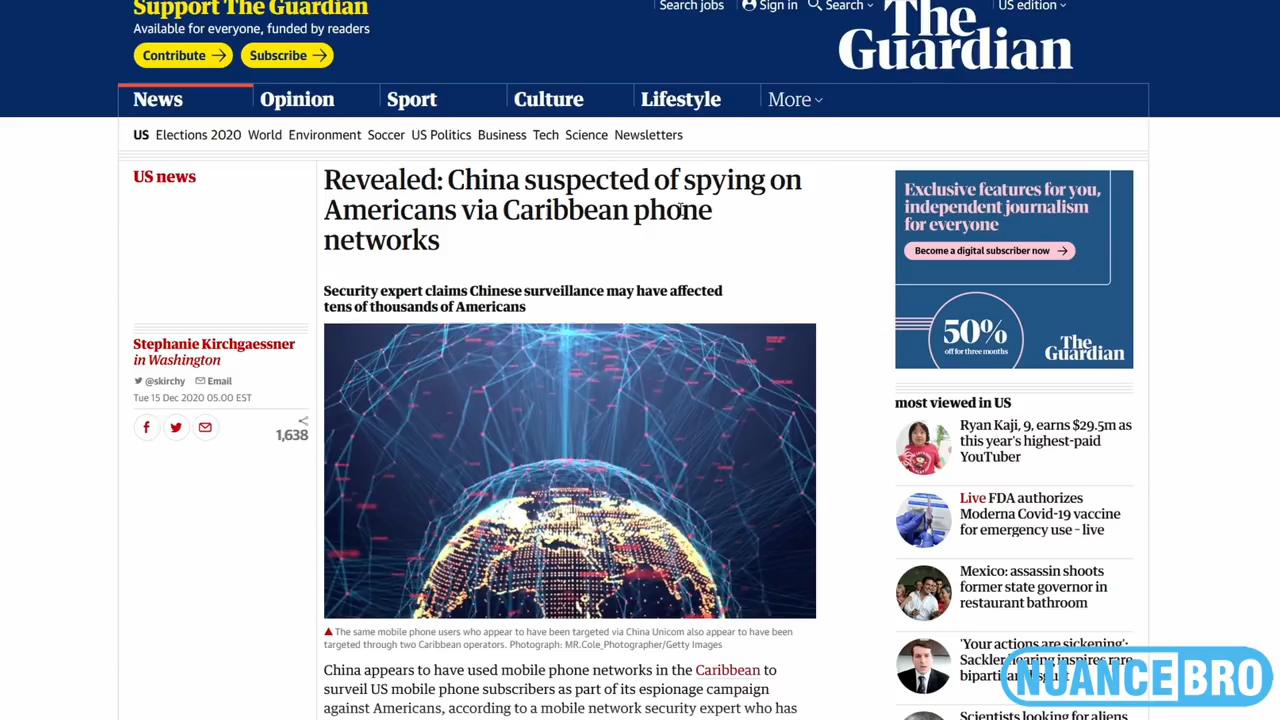 Support The Guardian
Available for everyone, funded by readers
Contribute
Subscribe
Search jobs
Sign in
Search
US edition
The
Guardian
News
Opinion
Sport
Culture
Lifestyle
More
US
Elections 2020
World
Environment
Soccer
US Politics
Business
Tech
Science
Newsletters
US news
Revealed: China suspected of spying on
Americans via Caribbean phone
networks
Security expert claims Chinese surveillance may have affected
tens of thousands of Americans
Stephanie Kirchgaessner
in Washington
@skirchy
Email
Tue 15 Dec 2020 05.00 EST
1,638
The same mobile phone users who appear to have been targeted via China Unicom also appear to have been
targeted through two Caribbean operators. Photograph: MR.Cole_Photographer/Getty Images
China appears to have used mobile phone networks in the Caribbean to
surveil US mobile phone subscribers as part of its espionage campaign
against Americans, according to a mobile network security expert who has
Exclusive features for you,
independent journalism
for everyone
Become a digital subscriber now
50%
off for three months
The
Guardian
most viewed in US
Ryan Kaji, 9, earns $29.5m as
this year's highest-paid
YouTuber
Live FDA authorizes
Moderna Covid-19 vaccine
for emergency use – live
Mexico: assassin shoots
former state governor in
restaurant bathroom
'Your actions are sickening':
Sackler hearing inspires rare
Scientists looking for aliens
NUANCEBRO